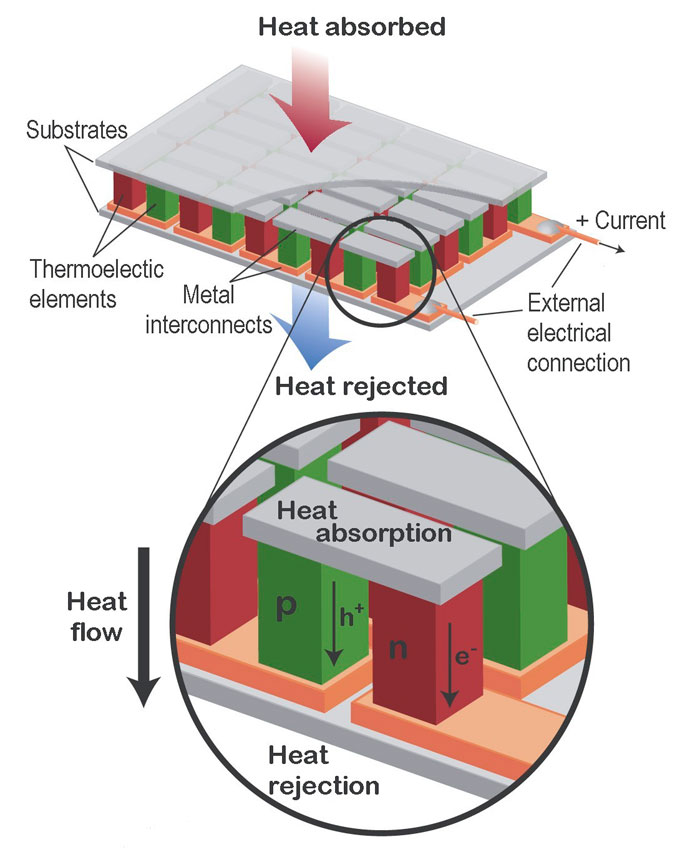 Heat absorbed
Substrates
+ Current
Thermoelectic
elements
Metal
interconnects
External
electrical
connection
Heat rejected
Heat
absorption
Heat
flow
p
h+
n
e-
Heat
rejection